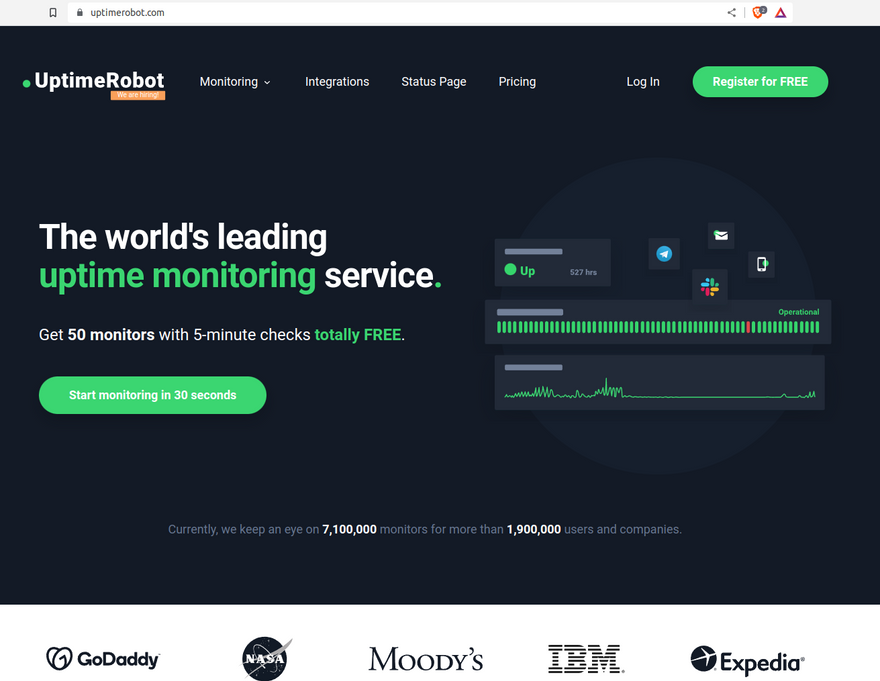 uptimerobot.com
2
UptimeRobot
We are hiring!
Monitoring
Integrations
Status Page
Pricing
Log In
Register for FREE
The world's leading
uptime monitoring service.
Get 50 monitors with 5-minute checks totally FREE.
Start monitoring in 30 seconds
Up
527 hrs
Operational
Currently, we keep an eye on 7,100,000 monitors for more than 1,900,000 users and companies.
GoDaddy
NASA
MOODY'S
IBM®
Expedia®